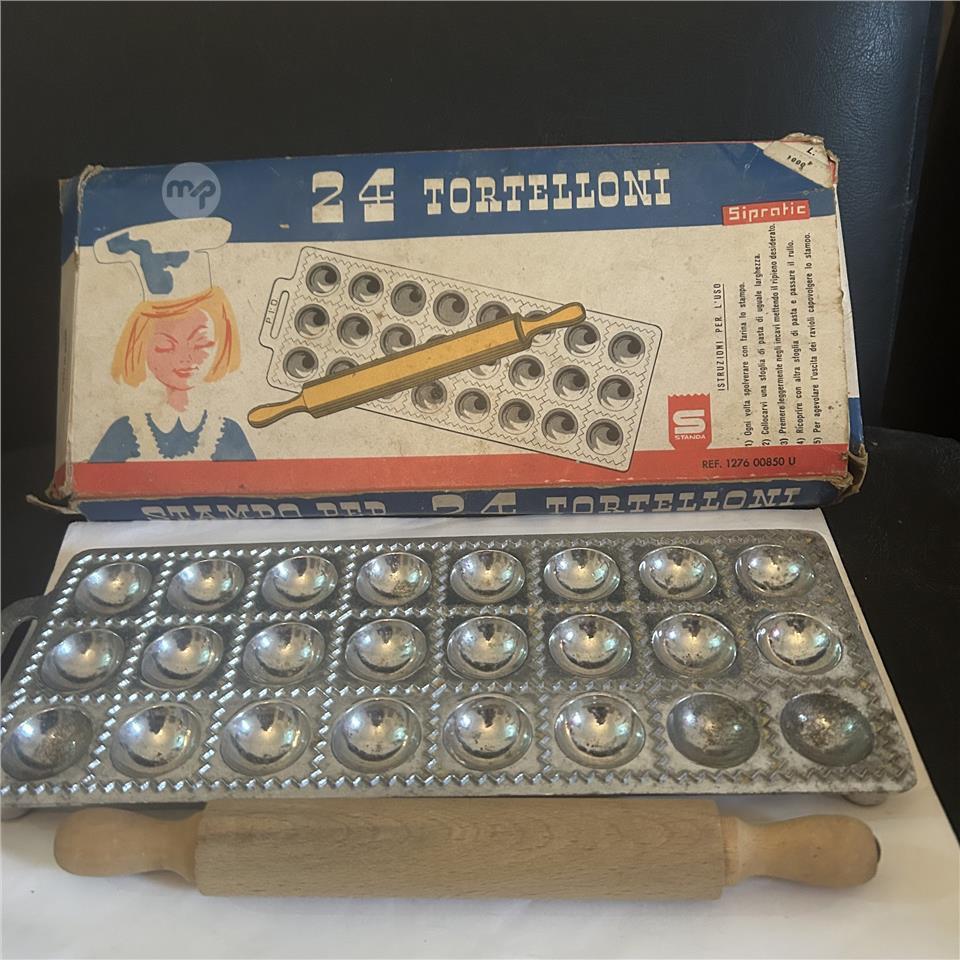 mp
24 TORTELLONI
L. 1000
Sipratic
PIO
ISTRUZIONI PER L'USO
1) Ogni volta spolverare con farina lo stampo.
2) Collocarvi una sfoglia di pasta di uguale larghezza.
3) Premere leggermente negli incavi mettendo il ripieno desiderato.
4) Ricoprire con altra sfoglia di pasta e passare il rullo.
5) Per agevolare l'uscita dei ravioli capovolgere lo stampo.
S
STANDA
REF. 1276 00850 U
STAMPO PER 24 TORTELLONI